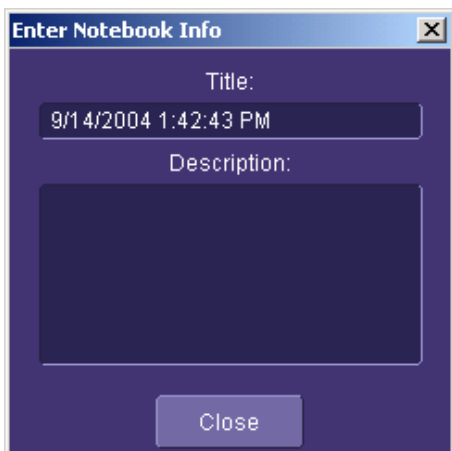 Enter Notebook Info
Title:
9/14/2004 1:42:43 PM
Description:
Close